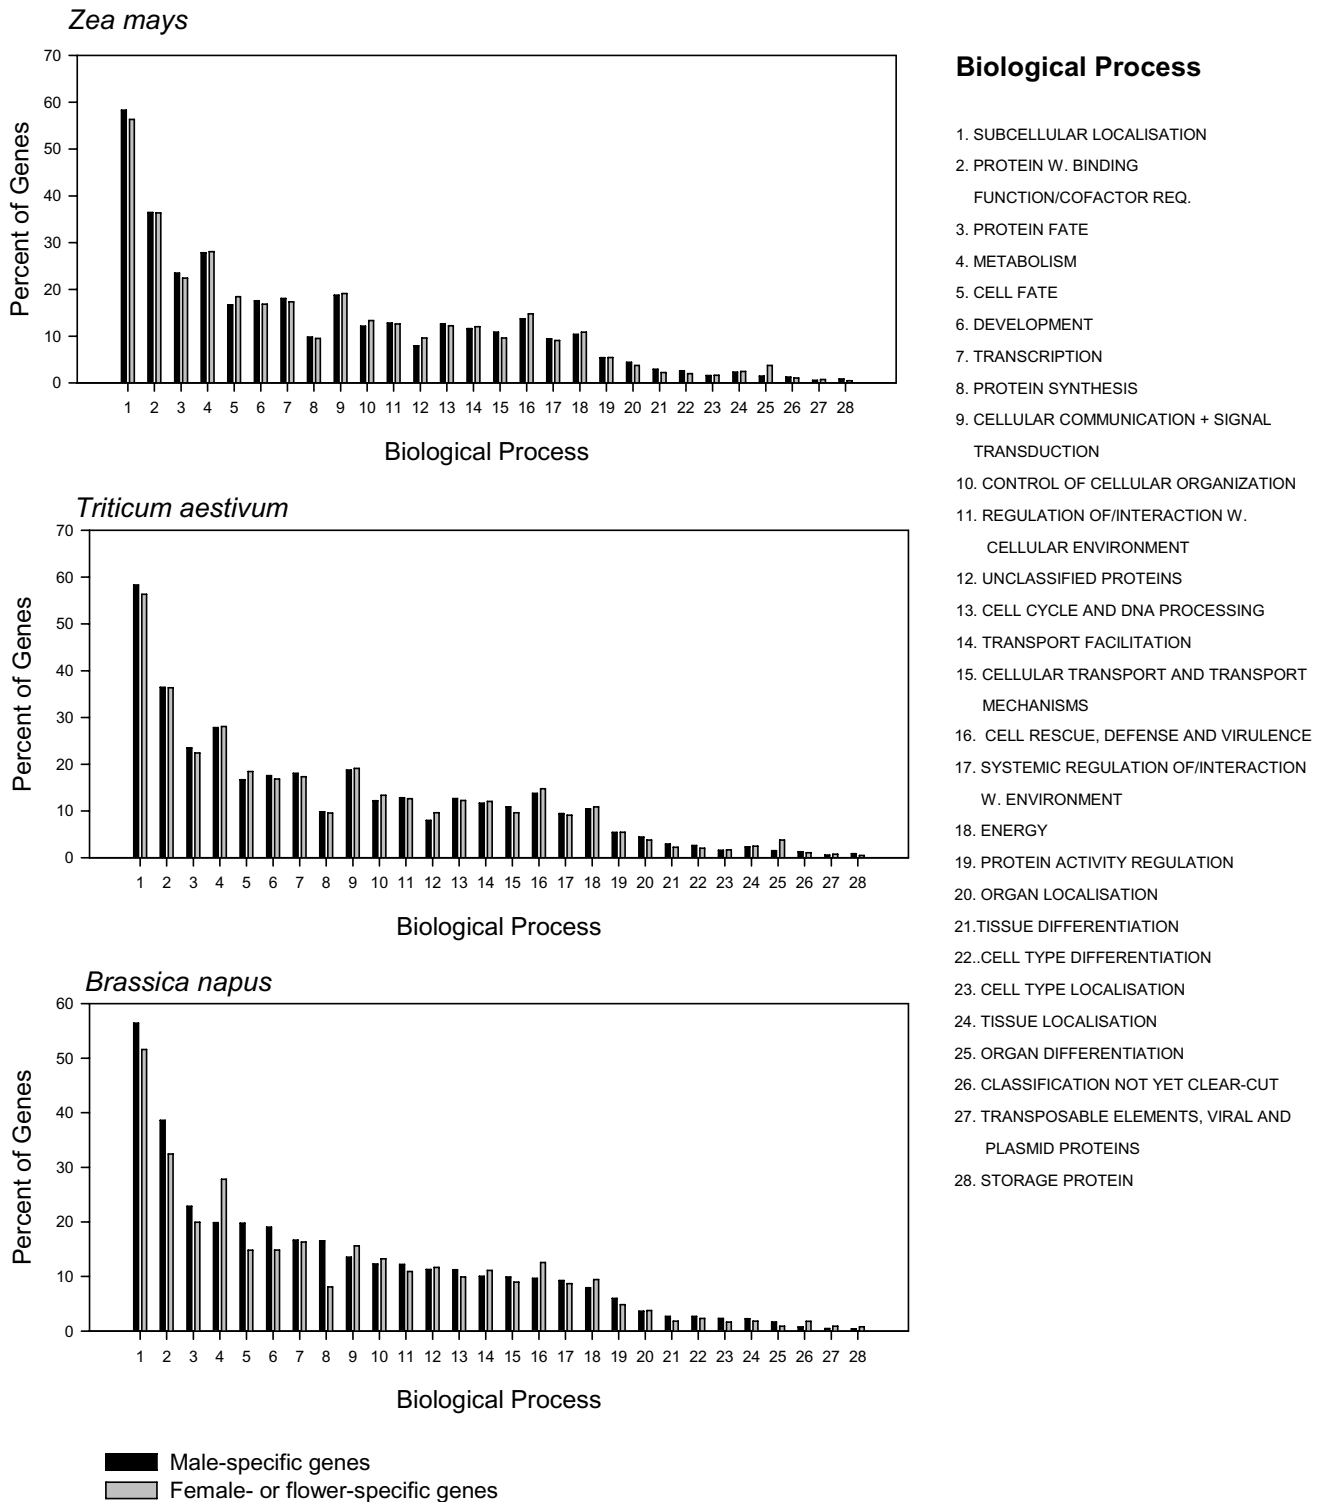 Zea mays
70
60
50
40
30
20
10
0
Percent of Genes
1 2 3 4 5 6 7 8 9 10 11 12 13 14 15 16 17 18 19 20 21 22 23 24 25 26 27 28
Biological Process
Triticum aestivum
70
60
50
40
30
20
10
0
Percent of Genes
1 2 3 4 5 6 7 8 9 10 11 12 13 14 15 16 17 18 19 20 21 22 23 24 25 26 27 28
Biological Process
Brassica napus
60
50
40
30
20
10
0
Percent of Genes
1 2 3 4 5 6 7 8 9 10 11 12 13 14 15 16 17 18 19 20 21 22 23 24 25 26 27 28
Biological Process
Male-specific genes
Female- or flower-specific genes
Biological Process
1. SUBCELLULAR LOCALISATION
2. PROTEIN W. BINDING
FUNCTION/COFACTOR REQ.
3. PROTEIN FATE
4. METABOLISM
5. CELL FATE
6. DEVELOPMENT
7. TRANSCRIPTION
8. PROTEIN SYNTHESIS
9. CELLULAR COMMUNICATION + SIGNAL
TRANSDUCTION
10. CONTROL OF CELLULAR ORGANIZATION
11. REGULATION OF/INTERACTION W.
CELLULAR ENVIRONMENT
12. UNCLASSIFIED PROTEINS
13. CELL CYCLE AND DNA PROCESSING
14. TRANSPORT FACILITATION
15. CELLULAR TRANSPORT AND TRANSPORT
MECHANISMS
16. CELL RESCUE, DEFENSE AND VIRULENCE
17. SYSTEMIC REGULATION OF/INTERACTION
W. ENVIRONMENT
18. ENERGY
19. PROTEIN ACTIVITY REGULATION
20. ORGAN LOCALISATION
21.TISSUE DIFFERENTIATION
22..CELL TYPE DIFFERENTIATION
23. CELL TYPE LOCALISATION
24. TISSUE LOCALISATION
25. ORGAN DIFFERENTIATION
26. CLASSIFICATION NOT YET CLEAR-CUT
27. TRANSPOSABLE ELEMENTS, VIRAL AND
PLASMID PROTEINS
28. STORAGE PROTEIN